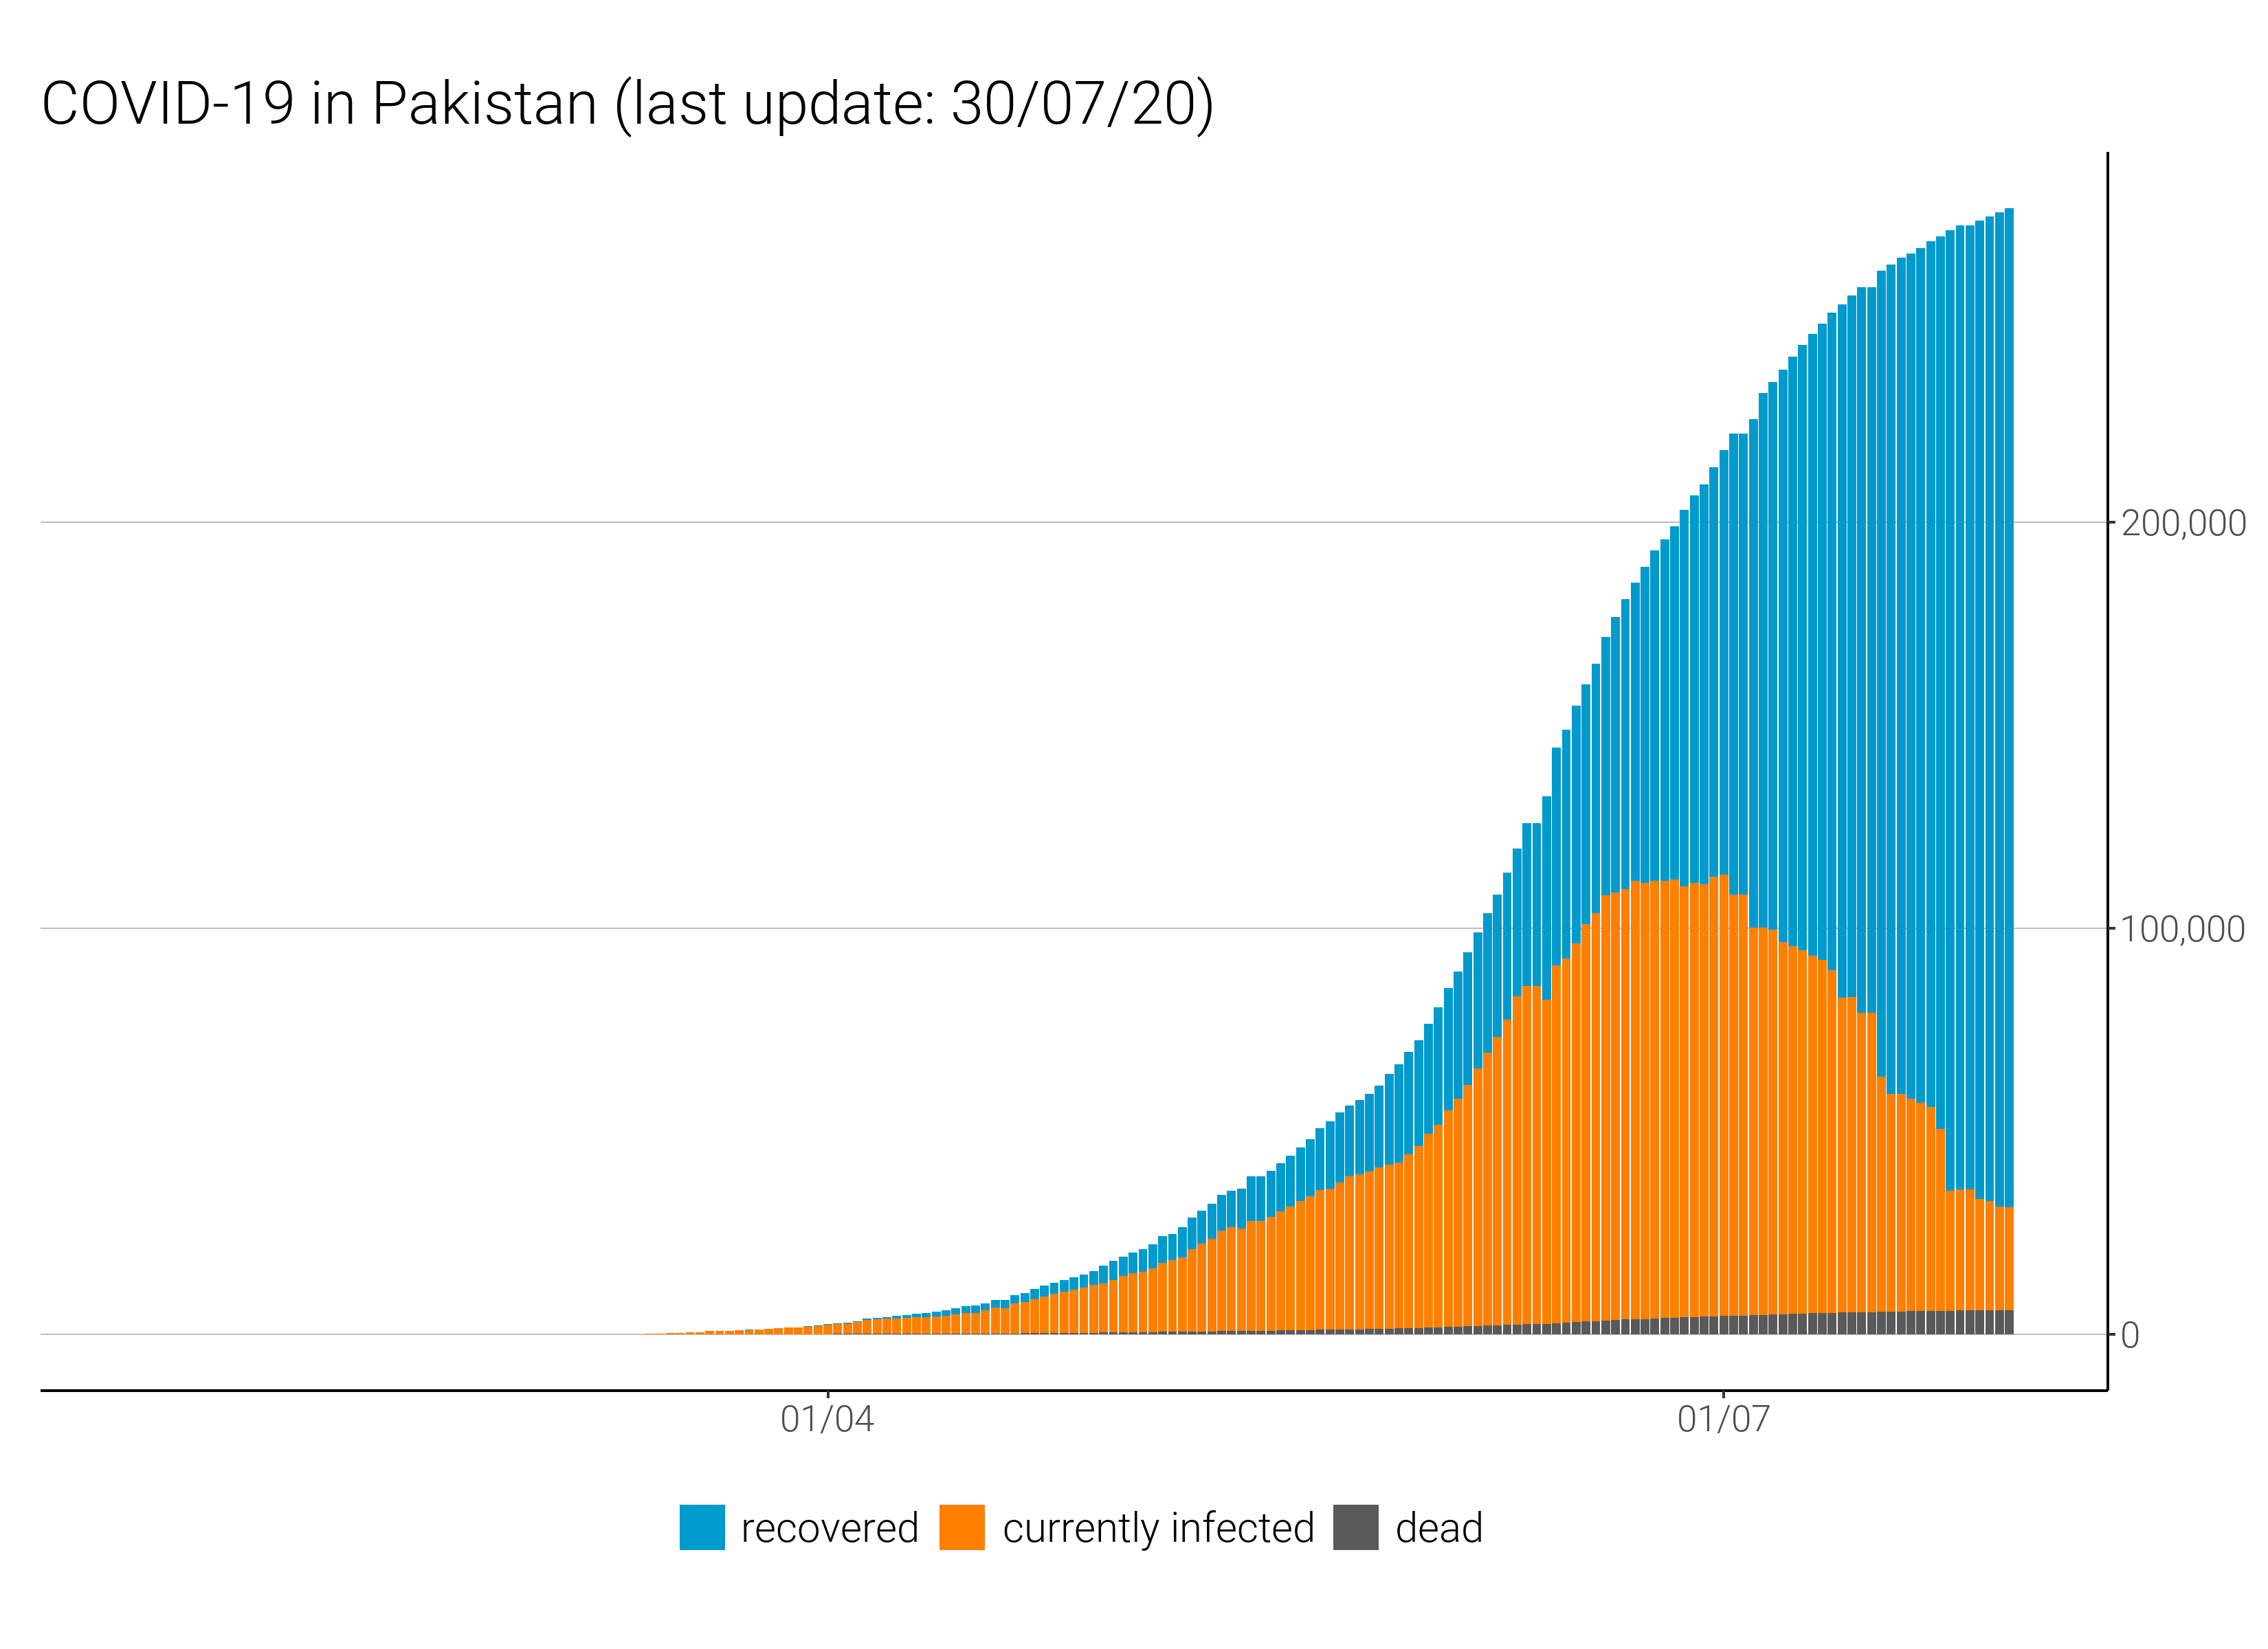 COVID-19 in Pakistan (last update: 30/07/20)
200,000
100,000
0
01/04 01/07
recovered currently infected dead